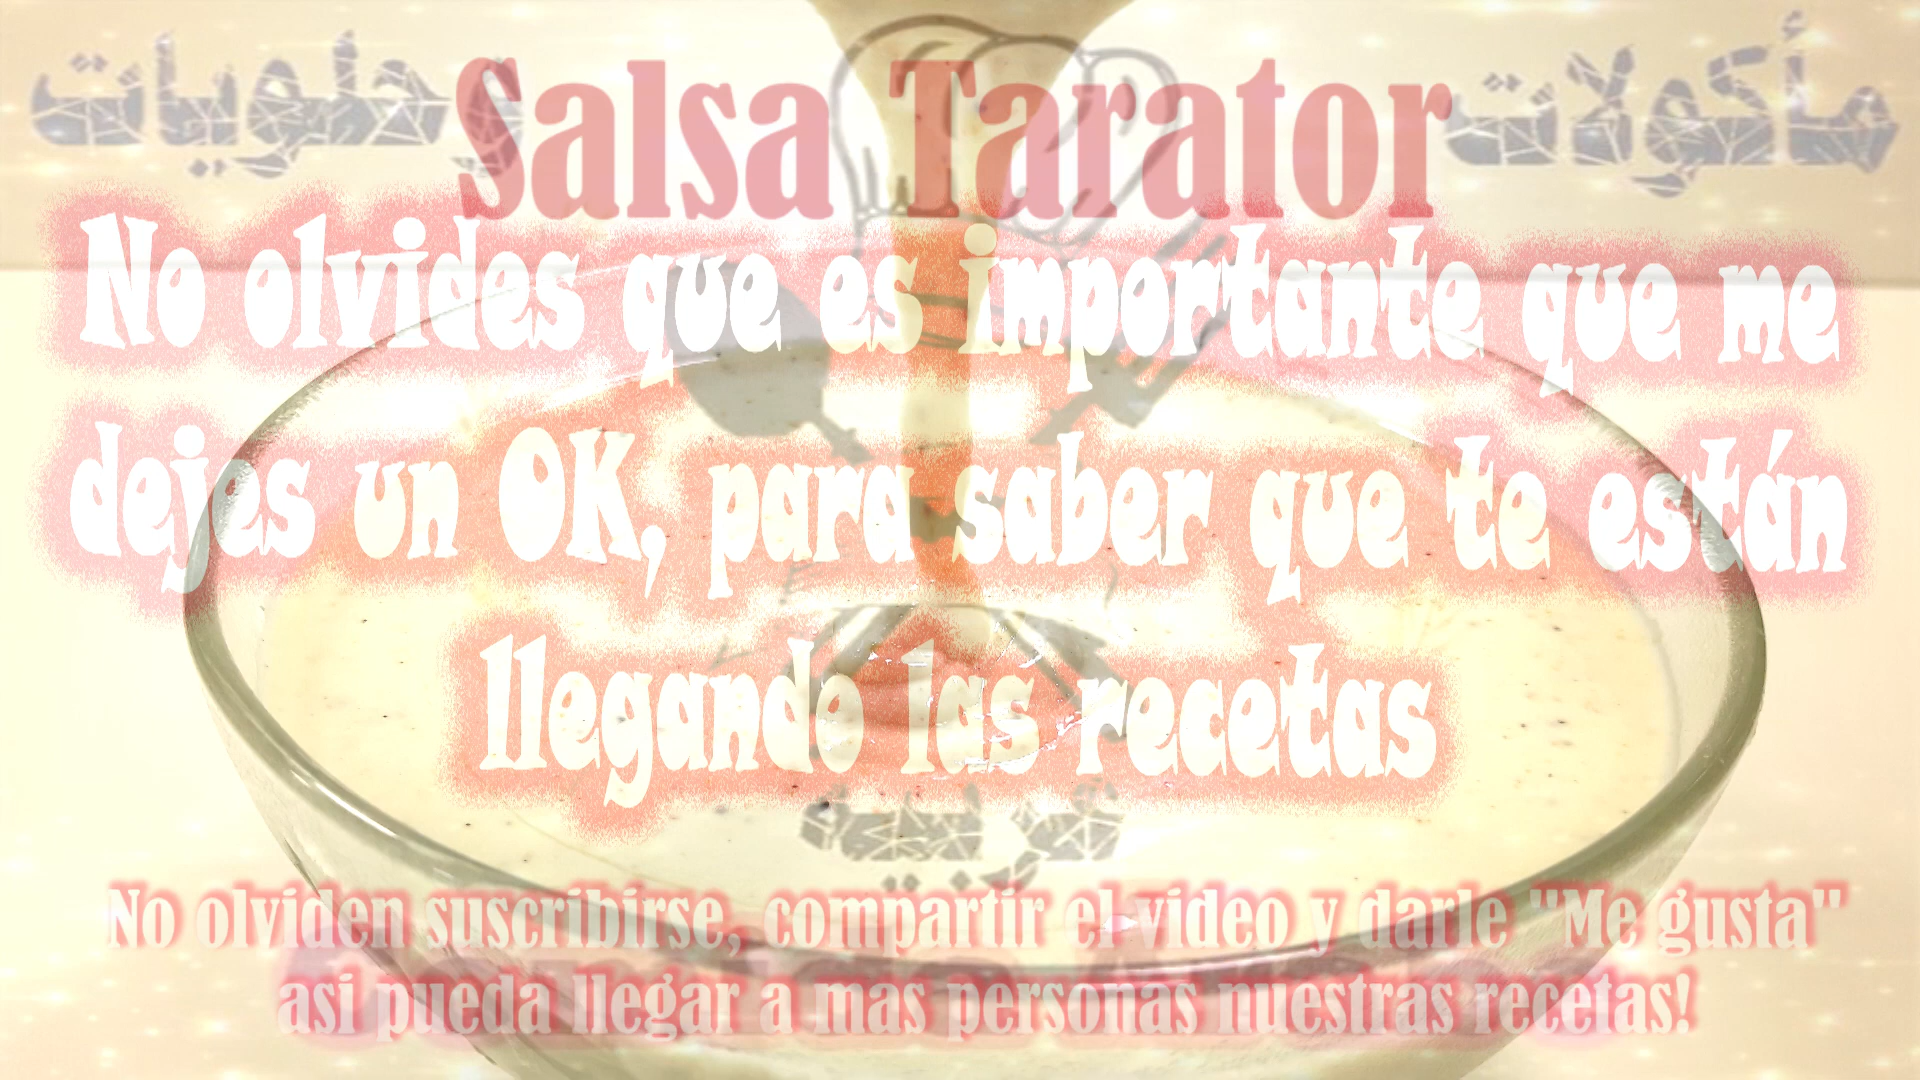 مأكولات
Salsa Tarator
و حلويات
No olvides que es importante que me
dejes un OK, para saber que te están
llegando las recetas
عربية
No olviden suscribirse, compartir el video y darle "Me gusta"
asi pueda llegar a mas personas nuestras recetas!